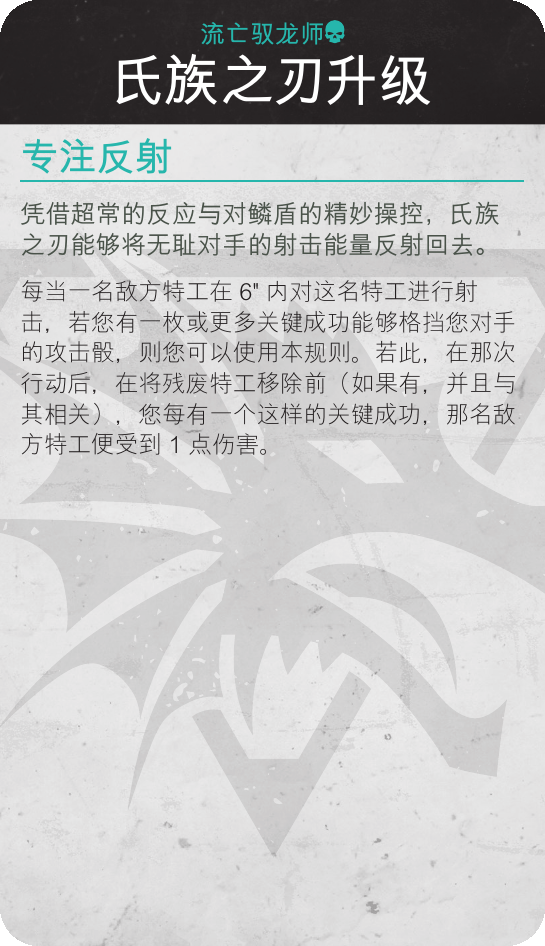 流亡驭龙师
氏族之刃升级
专注反射
凭借超常的反应与对鳞盾的精妙操控，氏族
之刃能够将无耻对手的射击能量反射回去。
每当一名敌方特工在 6" 内对这名特工进行射
击，若您有一枚或更多关键成功能够格挡您对手
的攻击骰，则您可以使用本规则。若此，在那次
行动后，在将残废特工移除前（如果有，并且与
其相关），您每有一个这样的关键成功，那名敌
方特工便受到 1 点伤害。